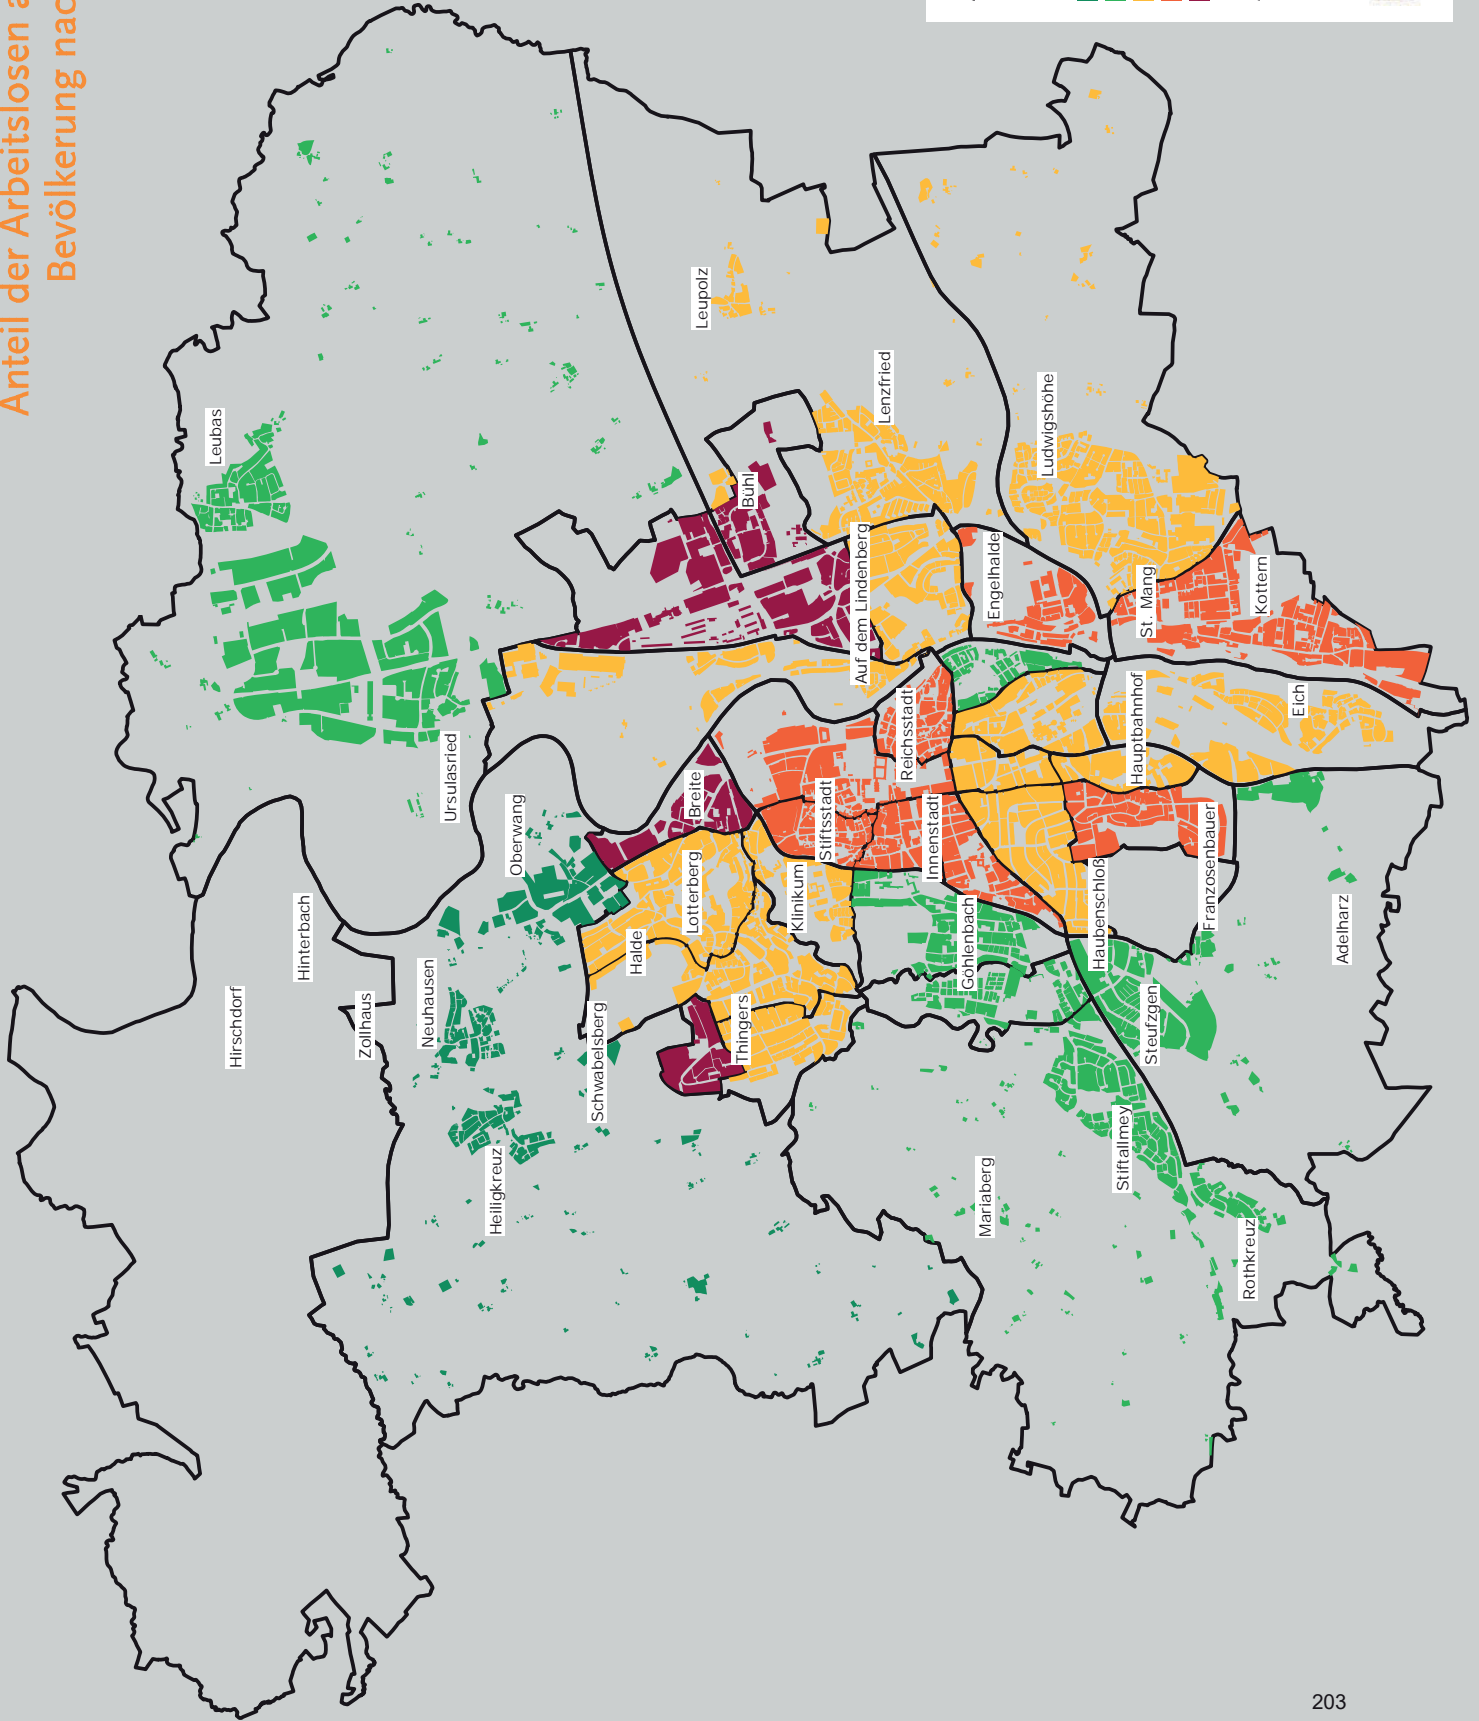 Anteil der Arbeitslosen a
Bevölkerung nac
Leubas
Leupolz
Lenzfried
Ludwigshöhe
Bühl
Auf dem Lindenberg
Engelhalde
St. Mang
Kottern
Ursulasried
Oberwang
Breite
Reichsstadt
Hauptbahnhof
Eich
Stiftsstadt
Innenstadt
Franzosenbauer
Haubenschloß
Lotterberg
Klinikum
Göhlenbach
Adelharz
Hinterbach
Halde
Hirschdorf
Zollhaus
Neuhausen
Schwabelsberg
Thingers
Steufzgen
Heiligkreuz
Mariaberg
Stiftallmey
Rothkreuz
203